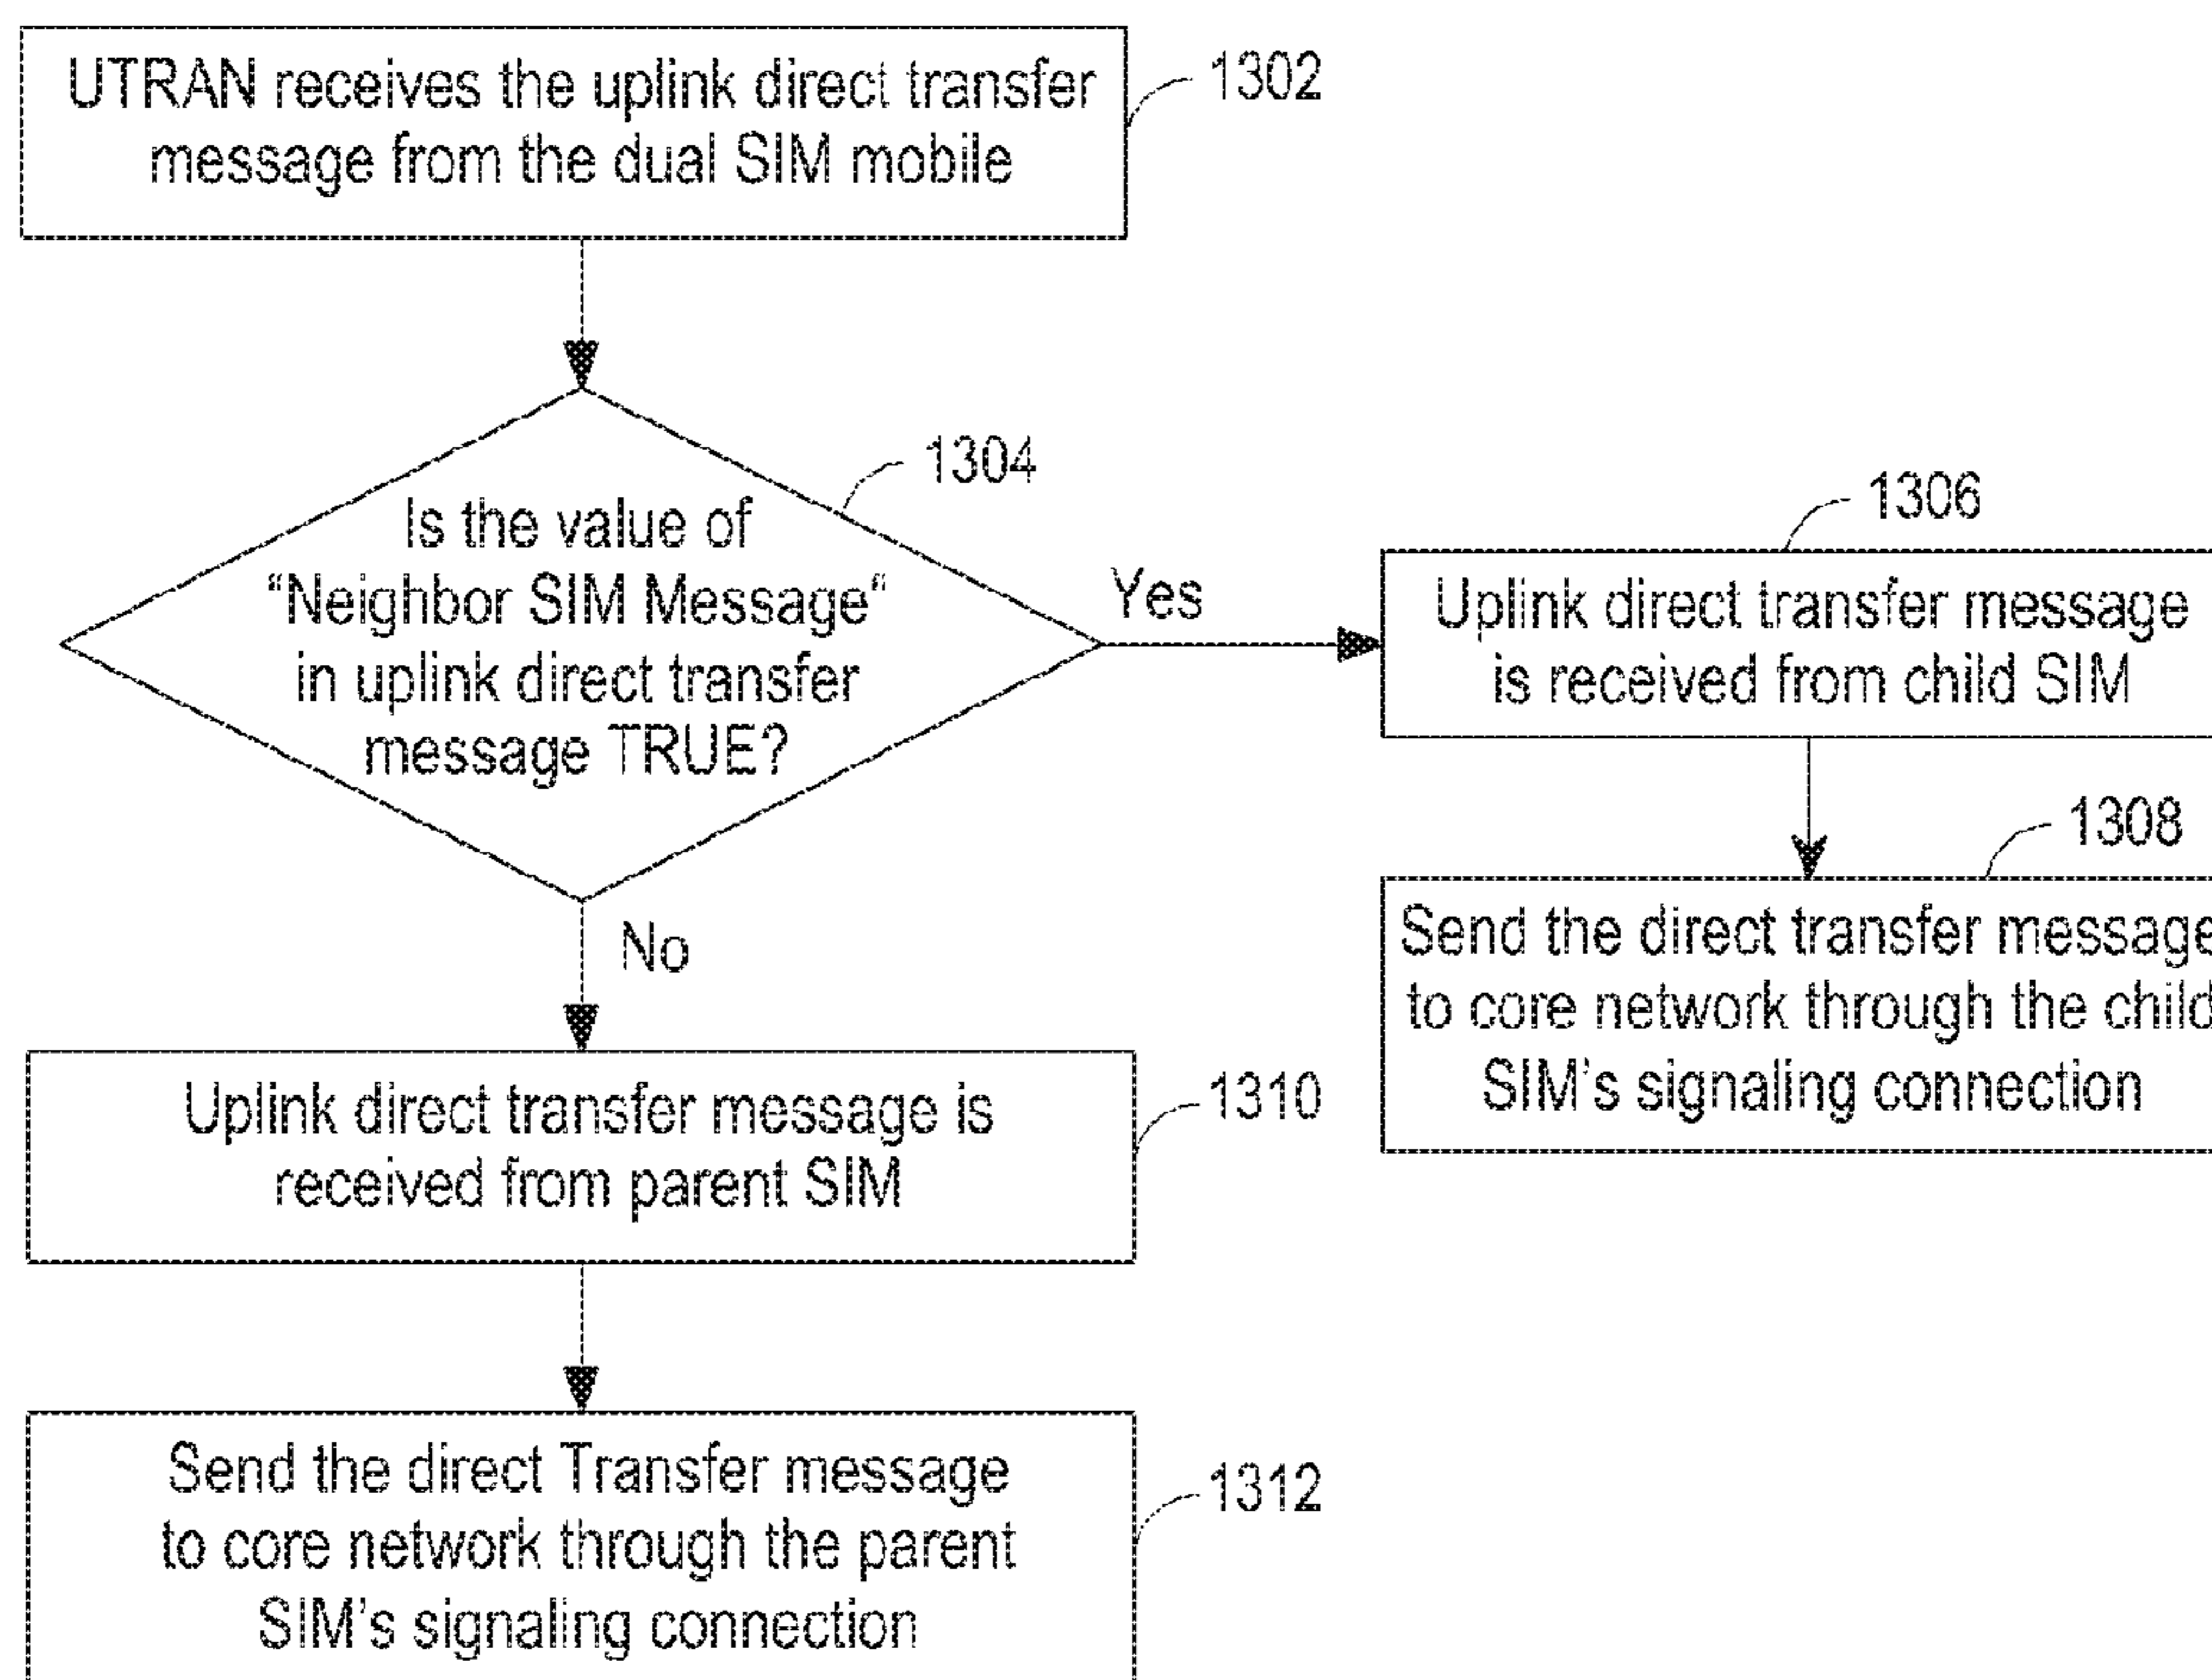 UTRAN receives the uplink direct transfer
message from the dual SIM mobile
1302
1304
Is the value of
“Neighbor SIM Message“
in uplink direct transfer
message TRUE?
Yes
1306
Uplink direct transfer message
is received from child SIM
1308
Send the direct transfer message
to core network through the child
SIM's signaling connection
No
Uplink direct transfer message is
received from parent SIM
1310
Send the direct Transfer message
to core network through the parent
SIM's signaling connection
1312